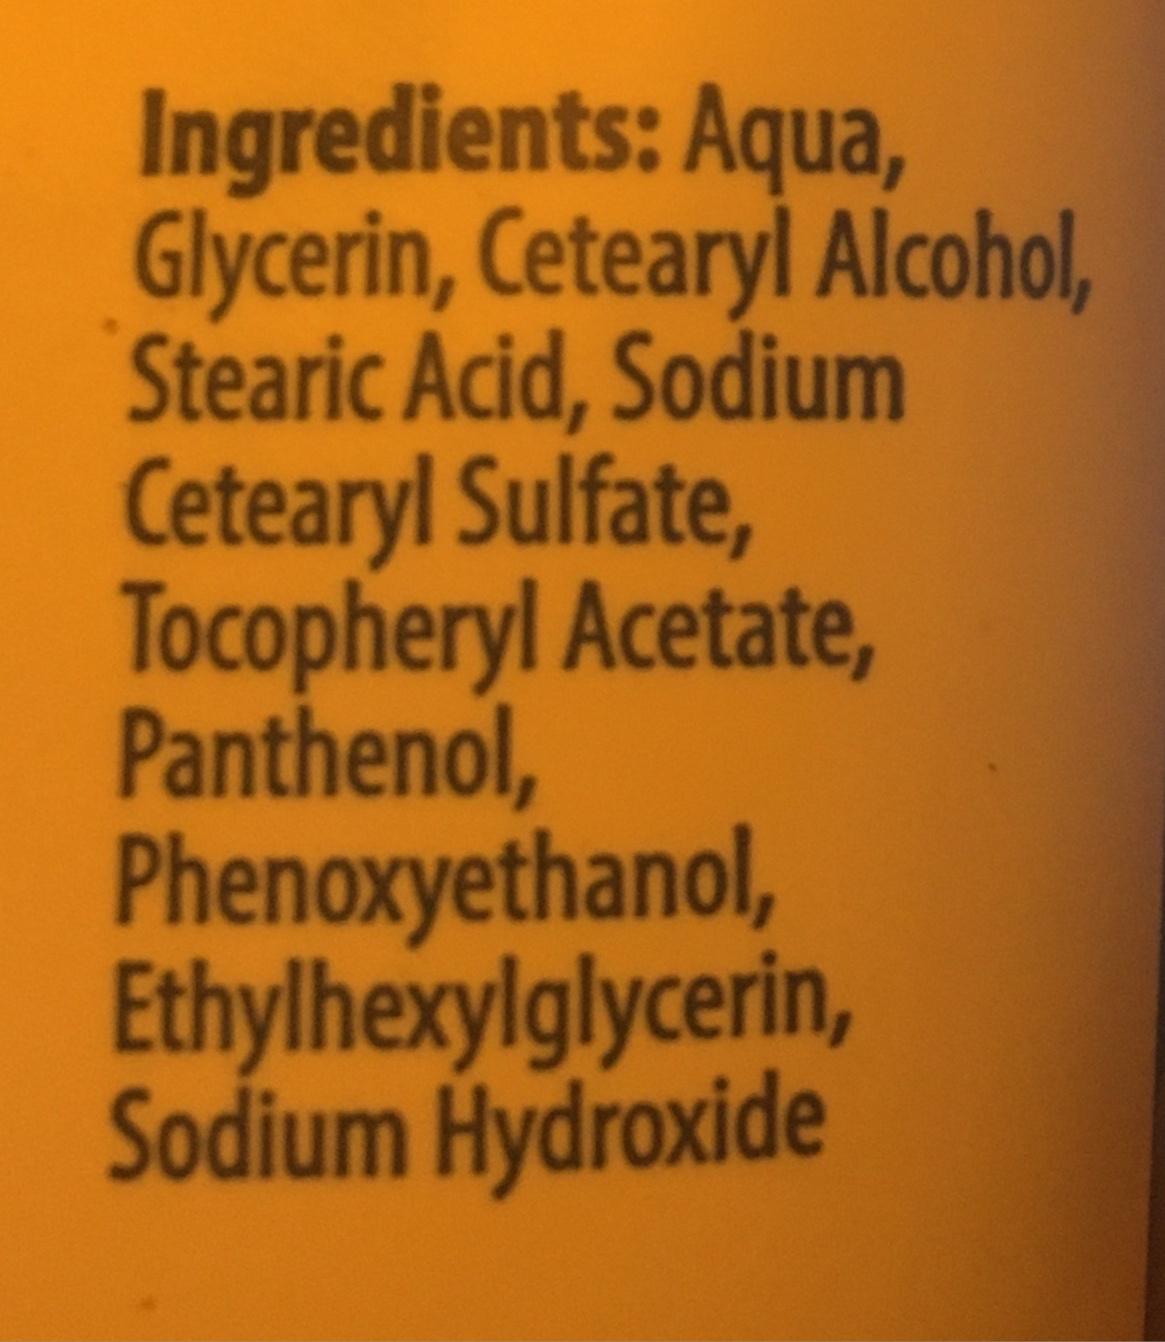 Ingredients: Aqua,
Glycerin, Cetearyl Alcohol,
Stearic Acid, Sodium
Cetearyl Sulfate,
Tocopheryl Acetate,
Panthenol,
Phenoxyethanol,
Ethylhexylglycerin,
Sodium Hydroxide